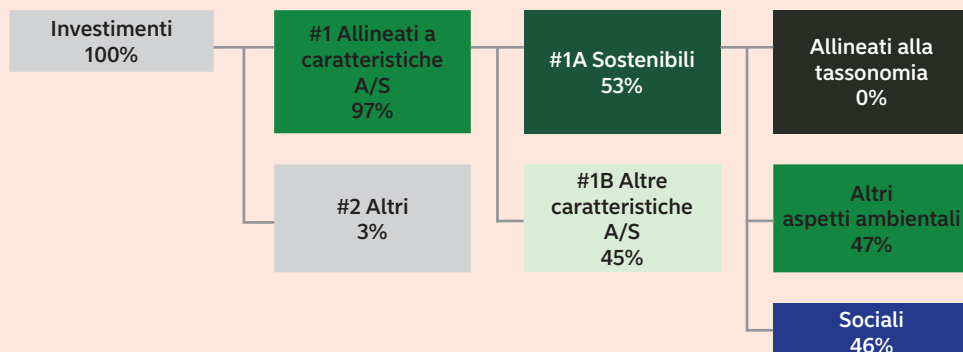 Investimenti
100%
#1 Allineati a
caratteristiche
A/S
97%
#1A Sostenibili
53%
Allineati alla
tassonomia
0%
#2 Altri
3%
#1B Altre
caratteristiche
A/S
45%
Altri
aspetti ambientali
47%
Sociali
46%